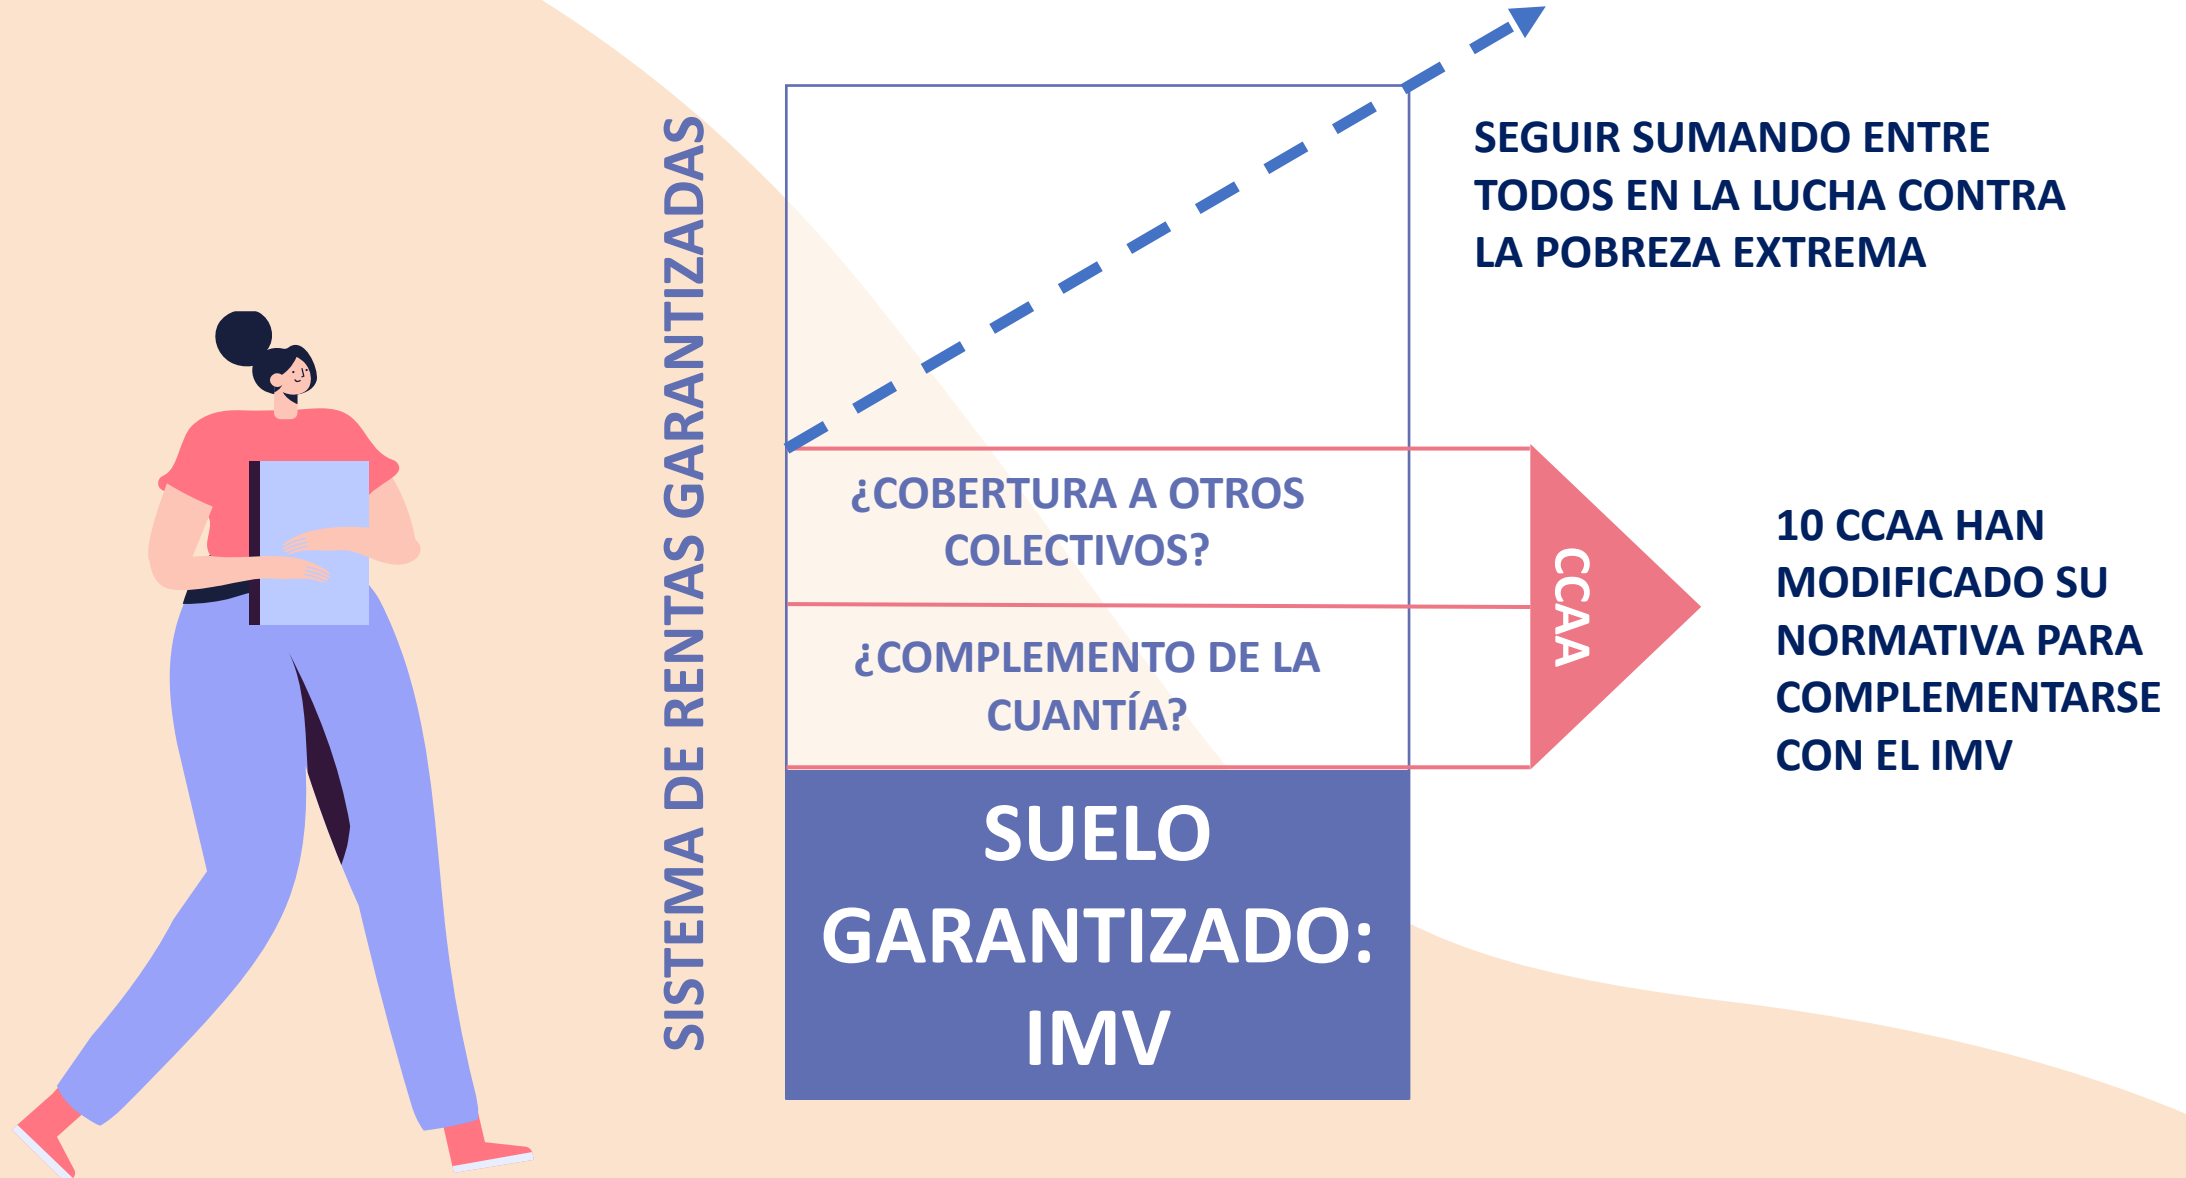 SISTEMA DE RENTAS GARANTIZADAS
SEGUIR SUMANDO ENTRE
TODOS EN LA LUCHA CONTRA
LA POBREZA EXTREMA
¿COBERTURA A OTROS
COLECTIVOS?
¿COMPLEMENTO DE LA
CUANTÍA?
CCAA
10 CCAA HAN
MODIFICADO SU
NORMATIVA PARA
COMPLEMENTARSE
CON EL IMV
SUELO
GARANTIZADO:
IMV